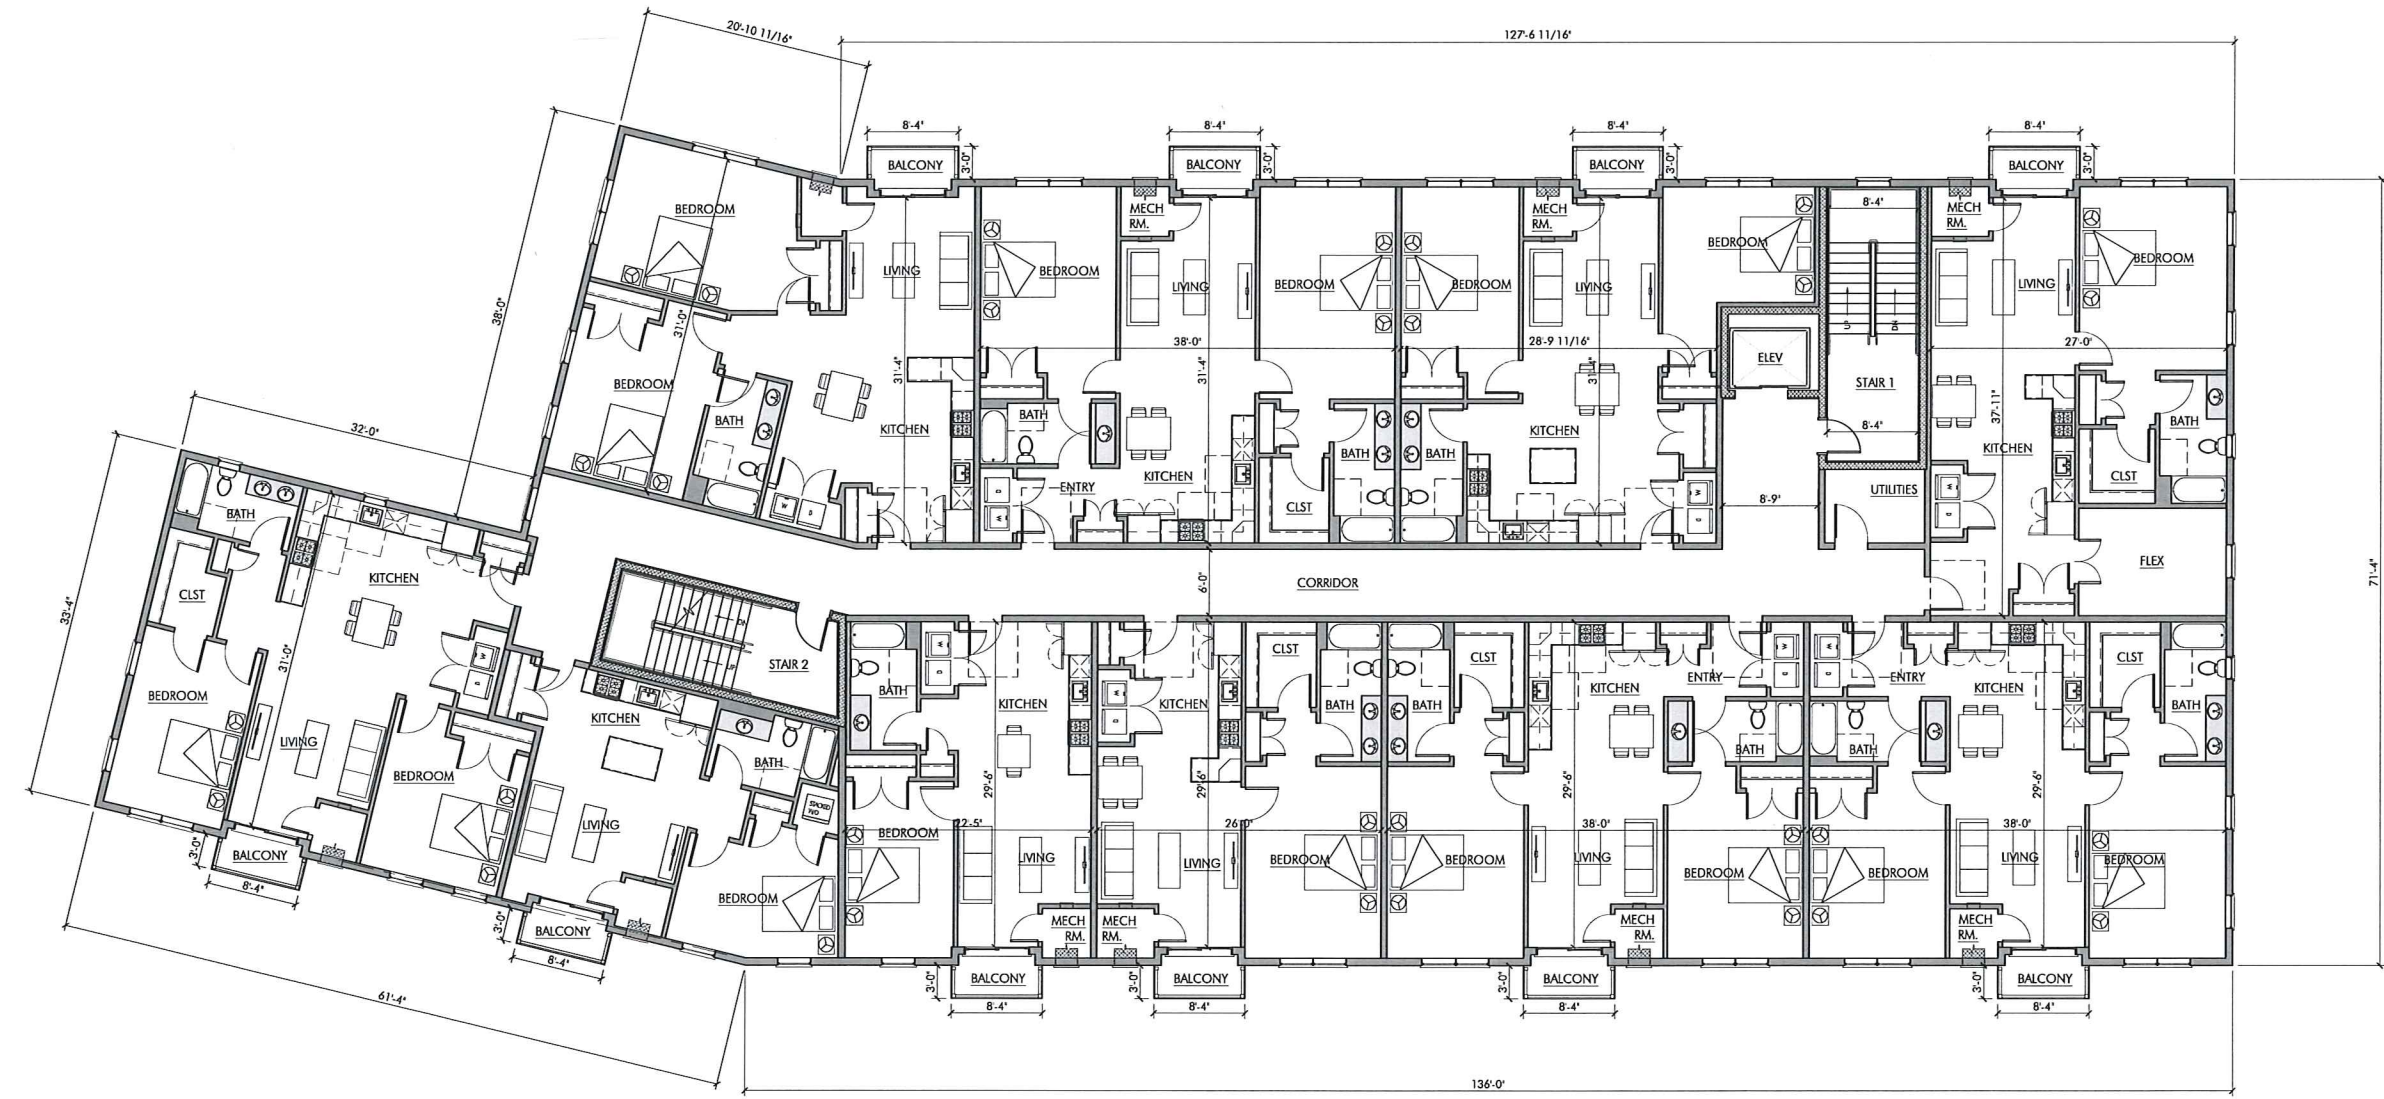 20'-10 11/16"
127'-6 11/16"
8'-4"
8'-4"
8'-4"
8'-4"
BALCONY
3'-0"
BALCONY
3'-0"
BALCONY
3'-0"
BALCONY
3'-0"
BEDROOM
MECH
RM.
MECH
RM.
8'-4"
MECH
RM.
38'-0"
LIVING
BEDROOM
LIVING
BEDROOM
BEDROOM
LIVING
BEDROOM
LIVING
BEDROOM
31'-0"
BEDROOM
31'-4"
38'-0"
31'-4"
28'-9 11/16"
31'-4"
ELEV
STAIR 1
27'-0"
37'-11"
BATH
KITCHEN
BATH
KITCHEN
ENTRY
BATH
CLST
BATH
KITCHEN
8'-4"
KITCHEN
BATH
CLST
W
D
D
W
W
D
8'-9"
UTILITIES
W
D
FLEX
CORRIDOR
6'-0"
71'-4"
32'-0"
33'-4"
BATH
KITCHEN
CLST
31'-0"
W
D
BEDROOM
LIVING
BEDROOM
BALCONY
3'-0"
8'-4"
STAIR 2
DN
UP
KITCHEN
BATH
STACKED
W/D
LIVING
BEDROOM
BALCONY
3'-0"
8'-4"
61'-4"
BATH
W
D
KITCHEN
29'-6"
22'-5"
BEDROOM
LIVING
MECH
RM.
BALCONY
3'-0"
8'-4"
W
D
KITCHEN
CLST
BATH
29'-6"
26'-0"
BEDROOM
LIVING
MECH
RM.
BALCONY
3'-0"
8'-4"
BATH
CLST
KITCHEN
ENTRY
W
D
BATH
29'-6"
38'-0"
BEDROOM
LIVING
BEDROOM
MECH
RM.
BALCONY
3'-0"
8'-4"
W
D
ENTRY
KITCHEN
CLST
BATH
BATH
29'-6"
38'-0"
BEDROOM
LIVING
BEDROOM
MECH
RM.
BALCONY
3'-0"
8'-4"
136'-0"